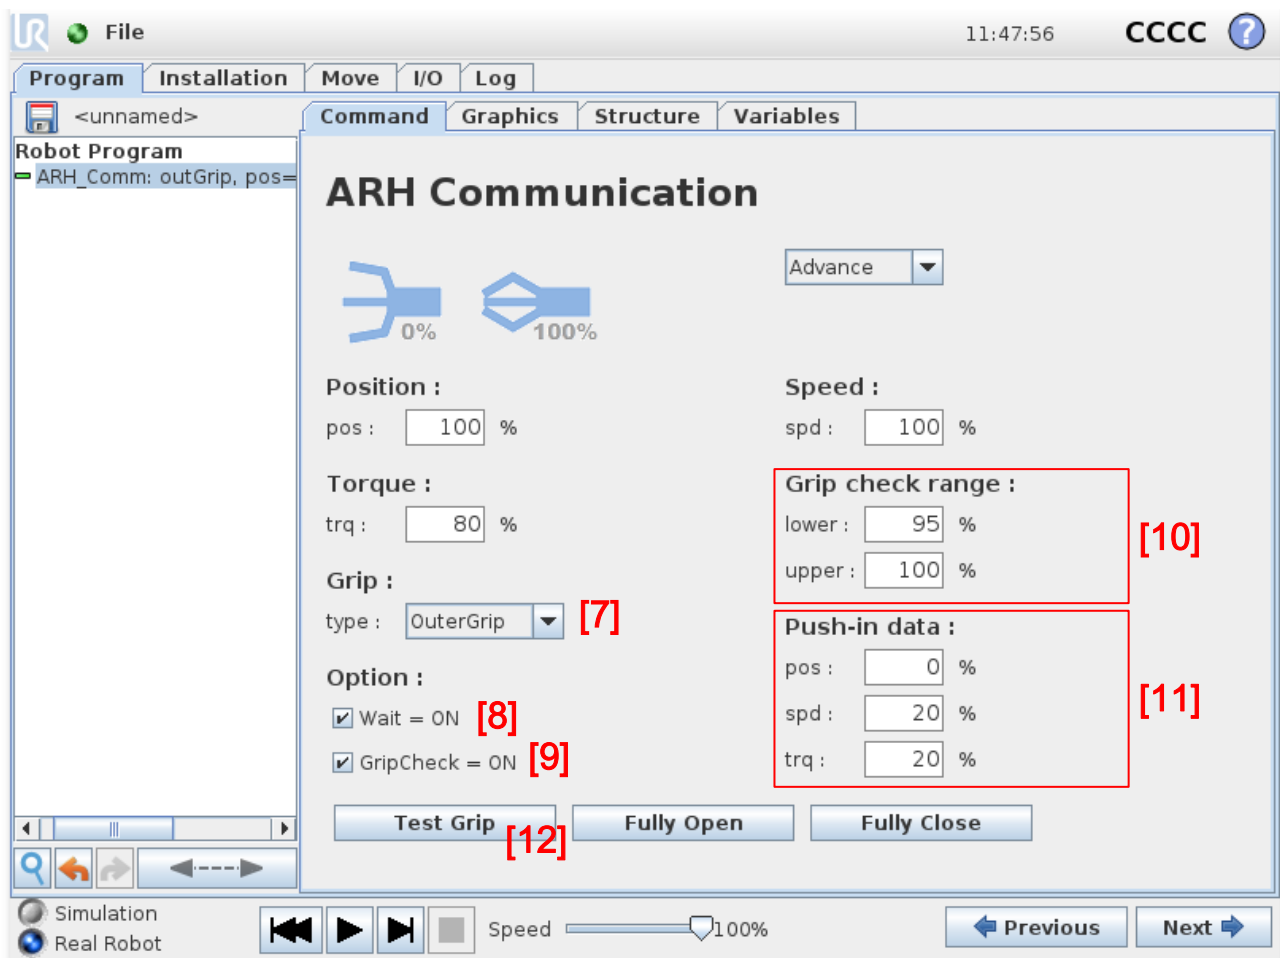 UR File 11:47:56 CCCC ?
Program Installation Move I/O Log
<unnamed> Command Graphics Structure Variables
Robot Program
ARH_Comm: outGrip, pos=
ARH Communication
Advance
0% 100%
Position : Speed :
pos : 100 % spd : 100 %
Torque : Grip check range :
trq : 80 % lower : 95 %
[10]
upper : 100 %
Grip :
type : OuterGrip [7] Push-in data :
pos : 0 %
Option :
Wait = ON [8] spd : 20 % [11]
GripCheck = ON [9] trq : 20 %
Test Grip [12] Fully Open Fully Close
Simulation
Real Robot
Speed 100% Previous Next